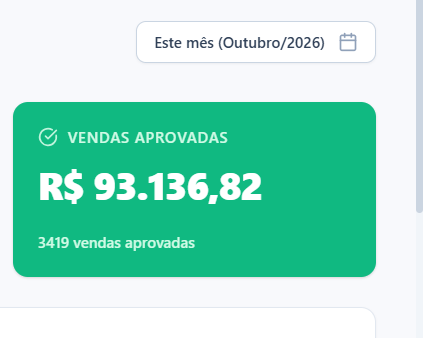 Este mês (Outubro/2026)
VENDAS APROVADAS
R$ 93.136,82
3419 vendas aprovadas